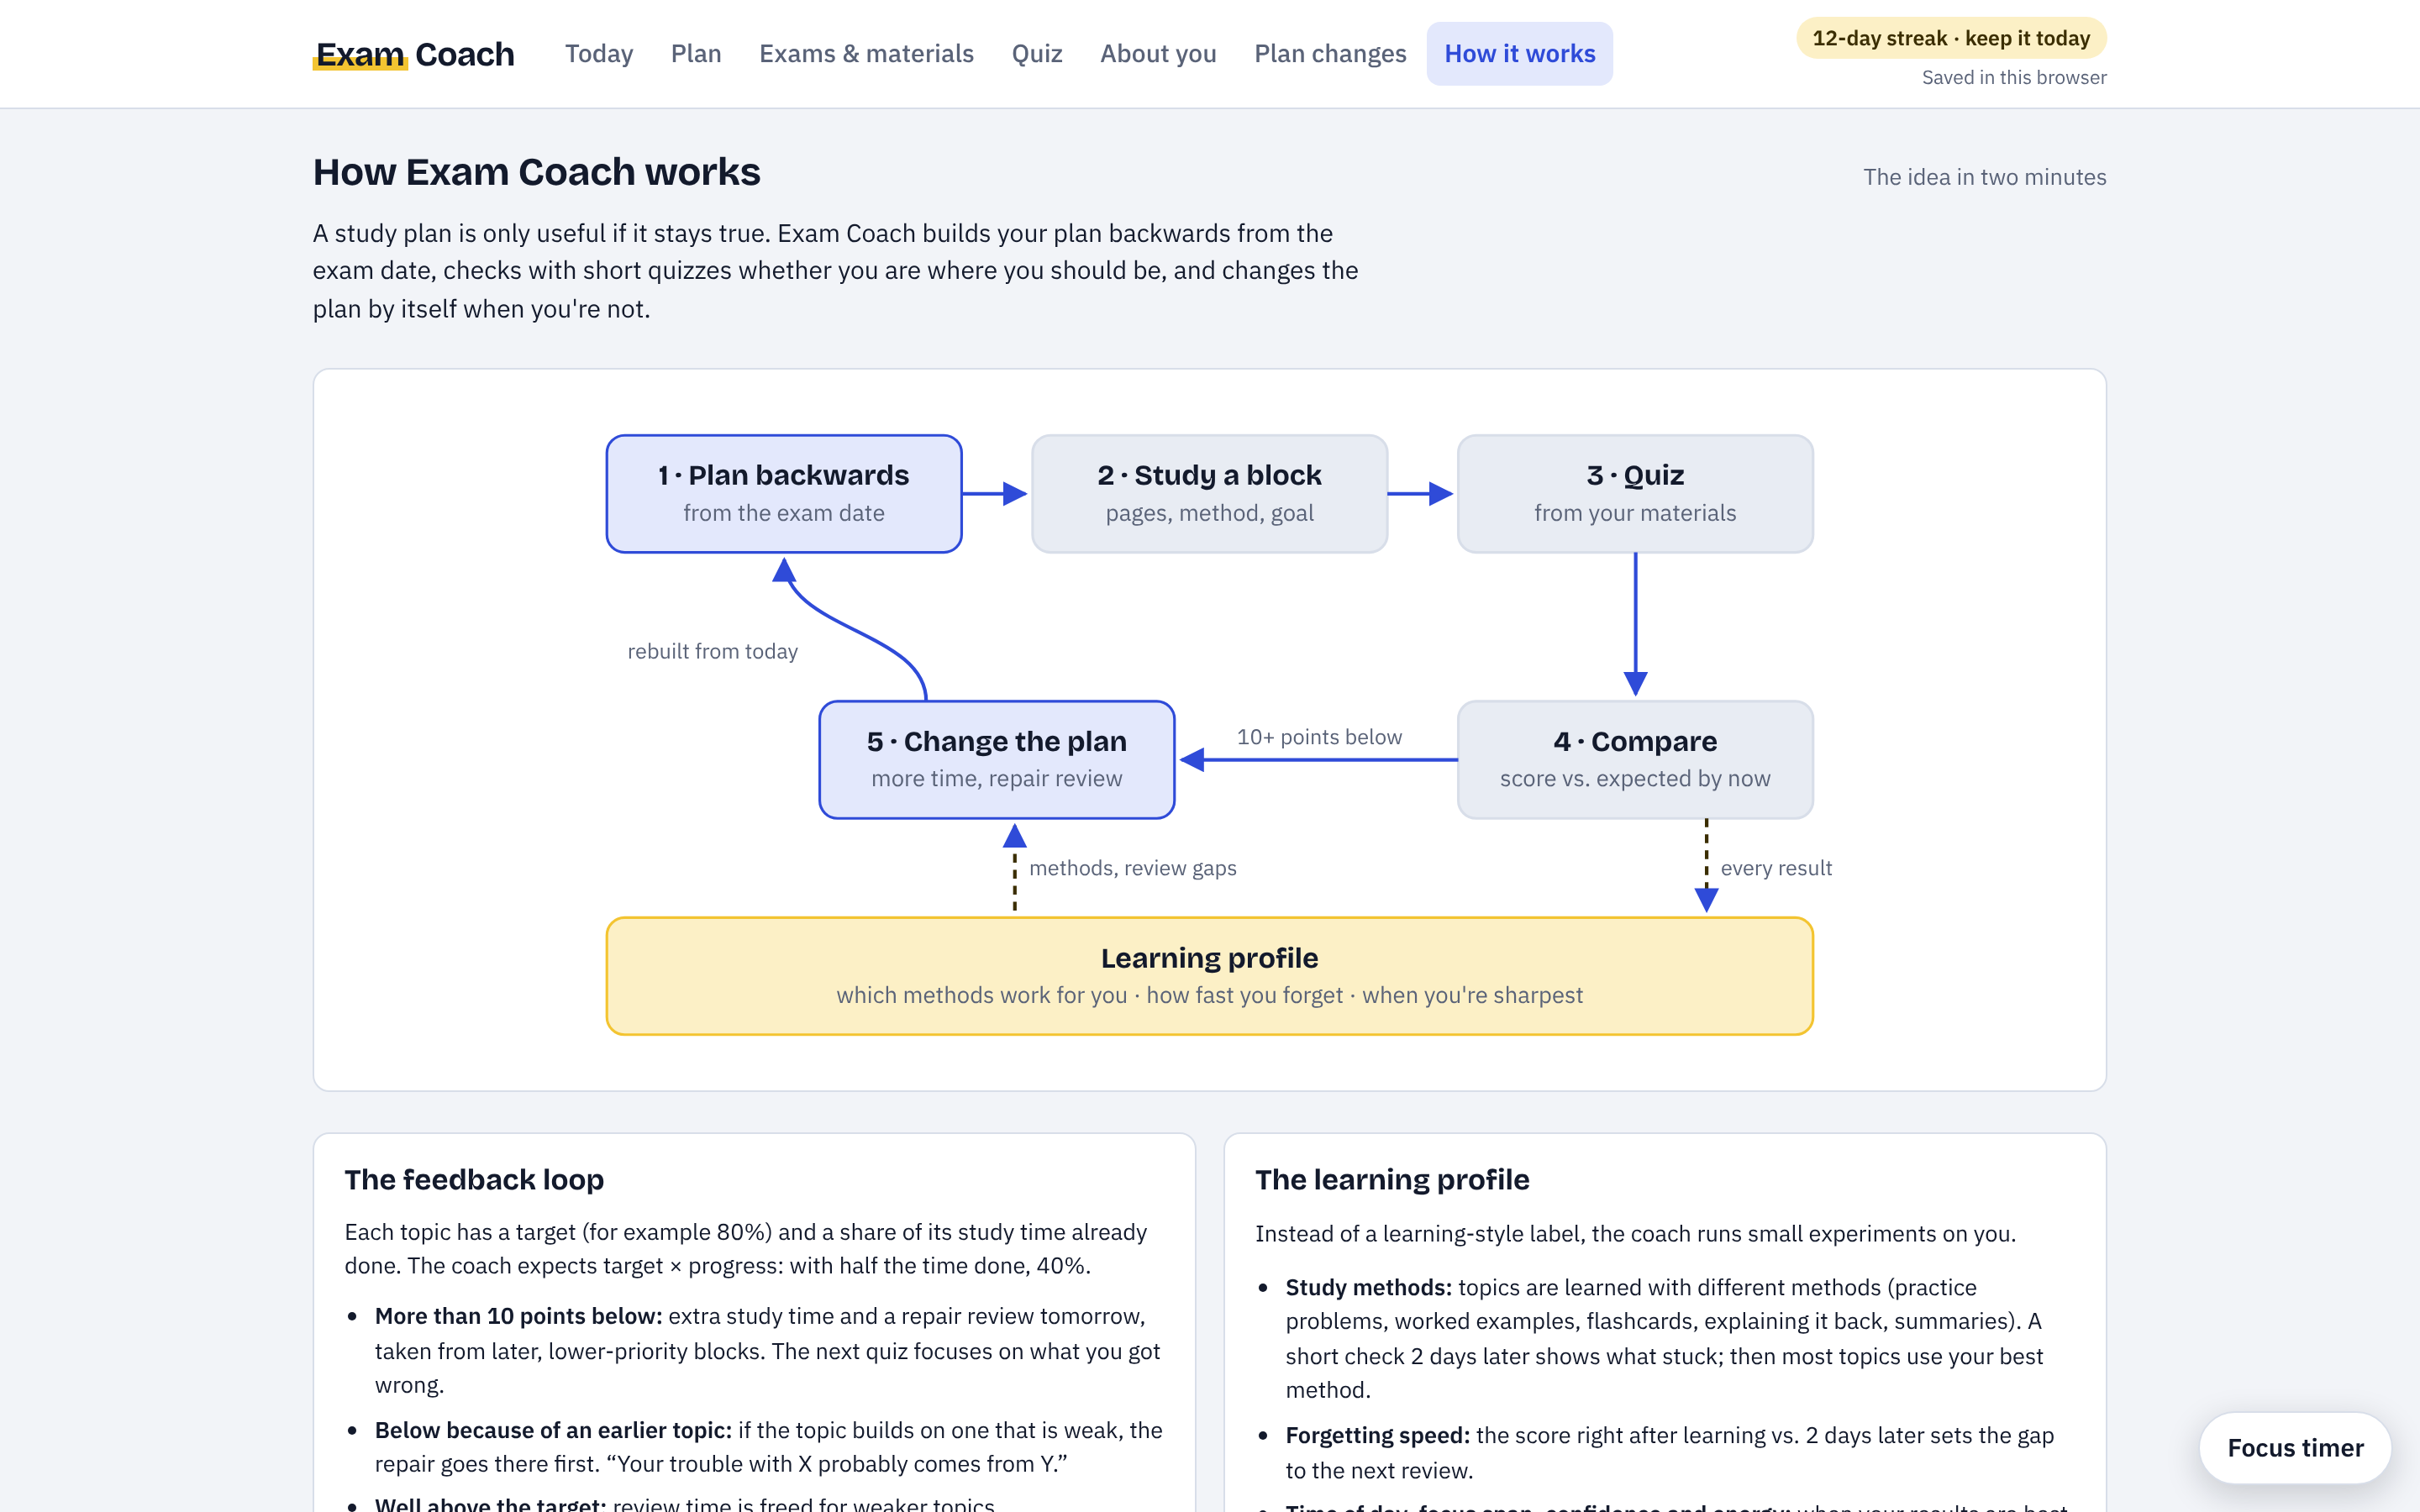 Exam Coach
Today
Plan
Exams & materials
Quiz
About you
Plan changes
How it works
12-day streak · keep it today
Saved in this browser
How Exam Coach works
The idea in two minutes
A study plan is only useful if it stays true. Exam Coach builds your plan backwards from the
exam date, checks with short quizzes whether you are where you should be, and changes the
plan by itself when you're not.
1 · Plan backwards
from the exam date
2 · Study a block
pages, method, goal
3 · Quiz
from your materials
rebuilt from today
5 · Change the plan
more time, repair review
10+ points below
4 · Compare
score vs. expected by now
methods, review gaps
every result
Learning profile
which methods work for you · how fast you forget · when you're sharpest
The feedback loop
Each topic has a target (for example 80%) and a share of its study time already
done. The coach expects target × progress: with half the time done, 40%.
• More than 10 points below: extra study time and a repair review tomorrow,
taken from later, lower-priority blocks. The next quiz focuses on what you got
wrong.
• Below because of an earlier topic: if the topic builds on one that is weak, the
repair goes there first. “Your trouble with X probably comes from Y.”
• Well above the target: review time is freed for weaker topics.
The learning profile
Instead of a learning-style label, the coach runs small experiments on you.
• Study methods: topics are learned with different methods (practice
problems, worked examples, flashcards, explaining it back, summaries). A
short check 2 days later shows what stuck; then most topics use your best
method.
• Forgetting speed: the score right after learning vs. 2 days later sets the gap
to the next review.
• Time of day, focus span, confidence and energy: when your results are best
Focus timer